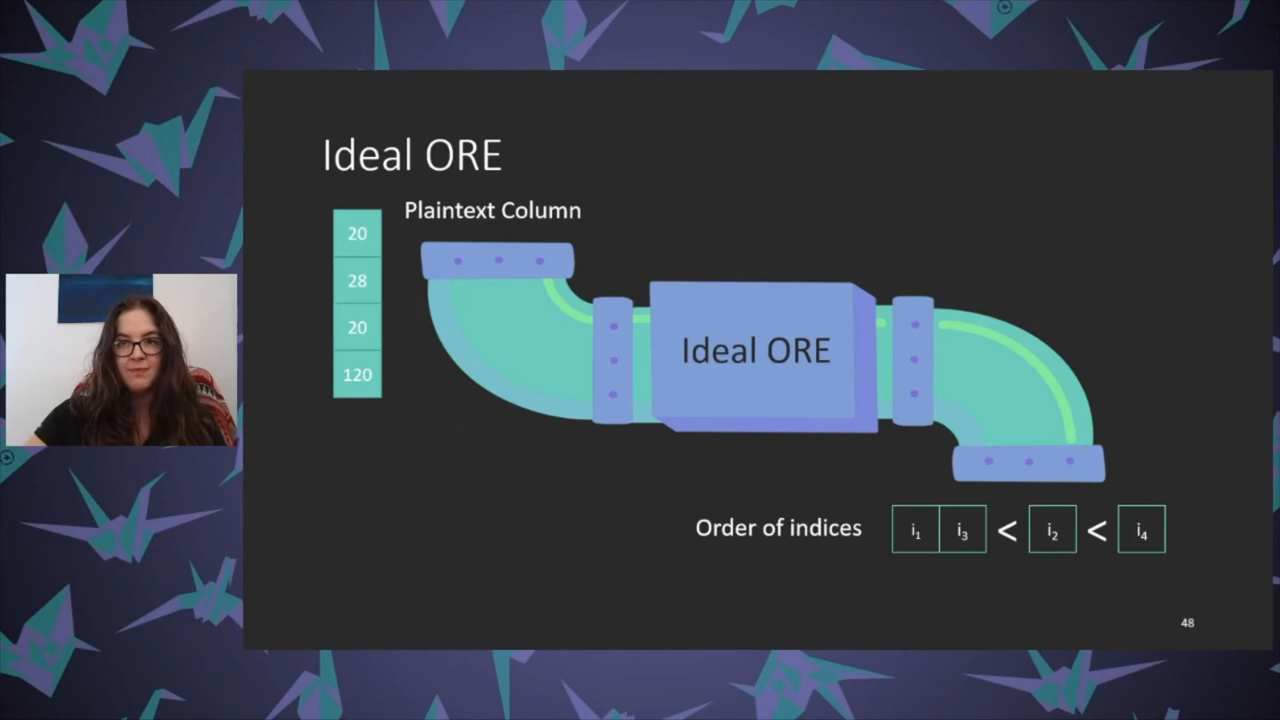 Ideal ORE
Plaintext Column
20
28
20
120
Ideal ORE
Order of indices i₁ i₃ < i₂ < i₄
48